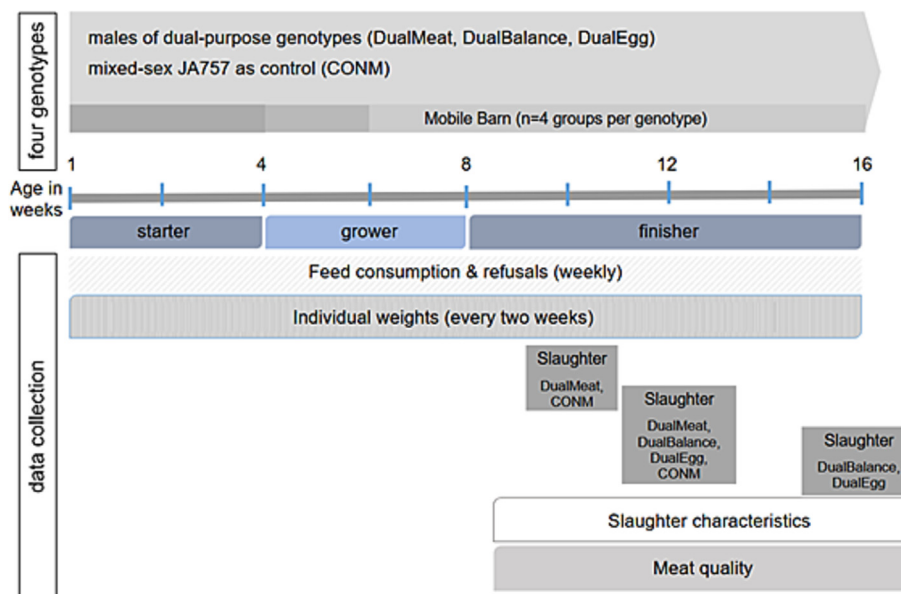 four genotypes
males of dual-purpose genotypes (DualMeat, DualBalance, DualEgg)
mixed-sex JA757 as control (CONM)
Mobile Barn (n=4 groups per genotype)
1 4 8 12 16
Age in
weeks
starter grower finisher
data collection
Feed consumption & refusals (weekly)
Individual weights (every two weeks)
Slaughter
DualMeat,
CONM
Slaughter
DualMeat,
DualBalance,
DualEgg,
CONM
Slaughter
DualBalance,
DualEgg
Slaughter characteristics
Meat quality